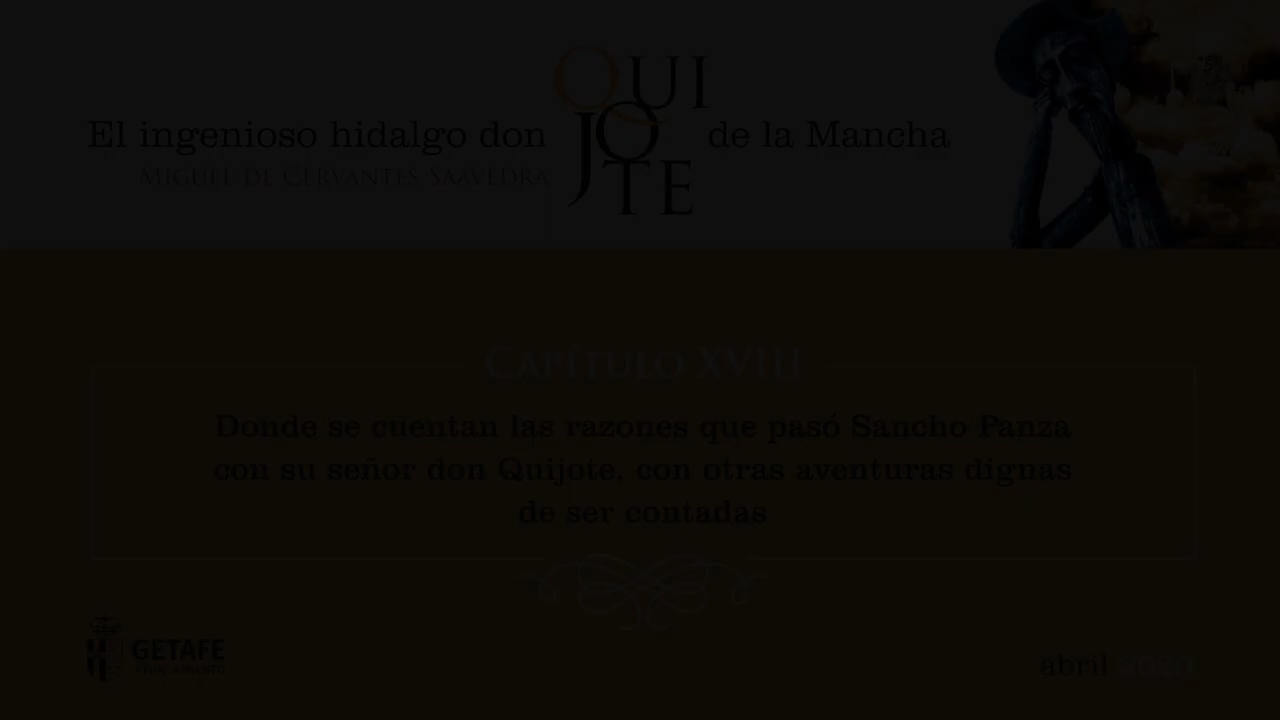 El ingenioso hidalgo don QUIJOTE de la Mancha
MIGUEL DE CERVANTES SAAVEDRA
CAPÍTULO XVIII
Donde se cuentan las razones que pasó Sancho Panza
con su señor don Quijote, con otras aventuras dignas
de ser contadas
GETAFE
AYUNTAMIENTO
abril 2020